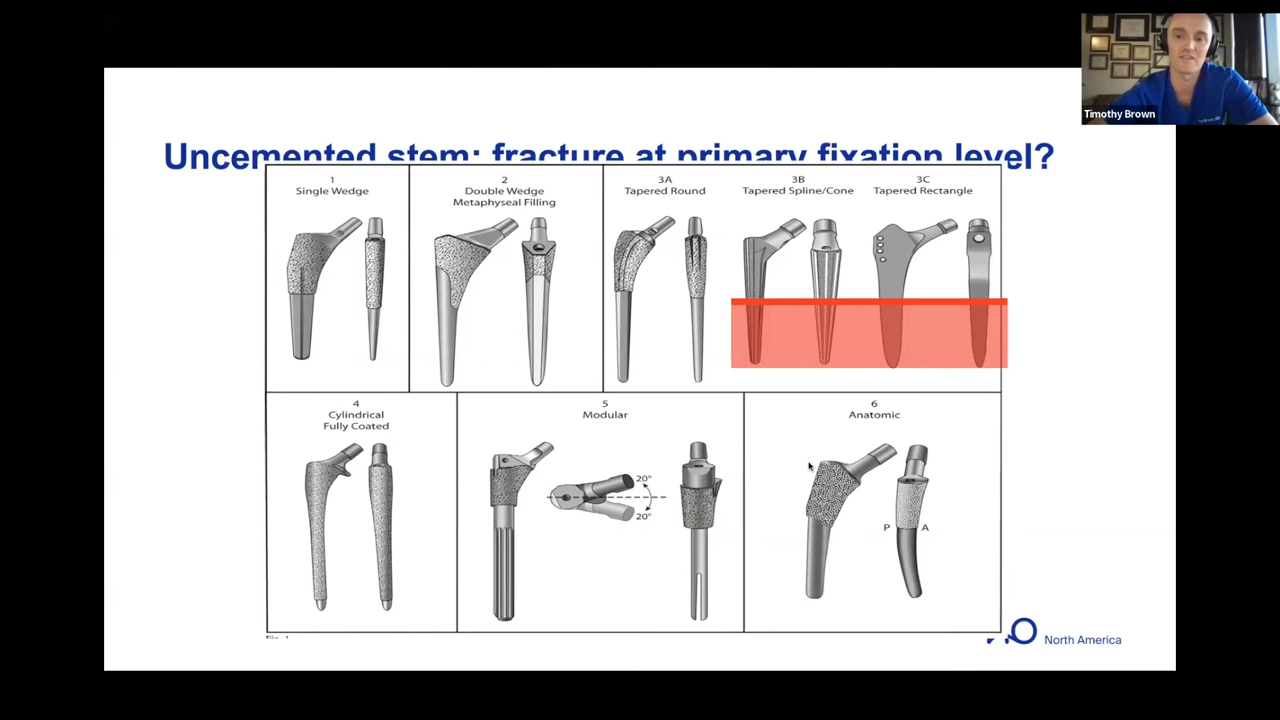 Timothy Brown
Uncemented stem: fracture at primary fixation level?
1
Single Wedge
2
Double Wedge
Metaphyseal Filling
3A
Tapered Round
3B
Tapered Spline/Cone
3C
Tapered Rectangle
4
Cylindrical
Fully Coated
5
Modular
20°
20°
6
Anatomic
P
A
North America